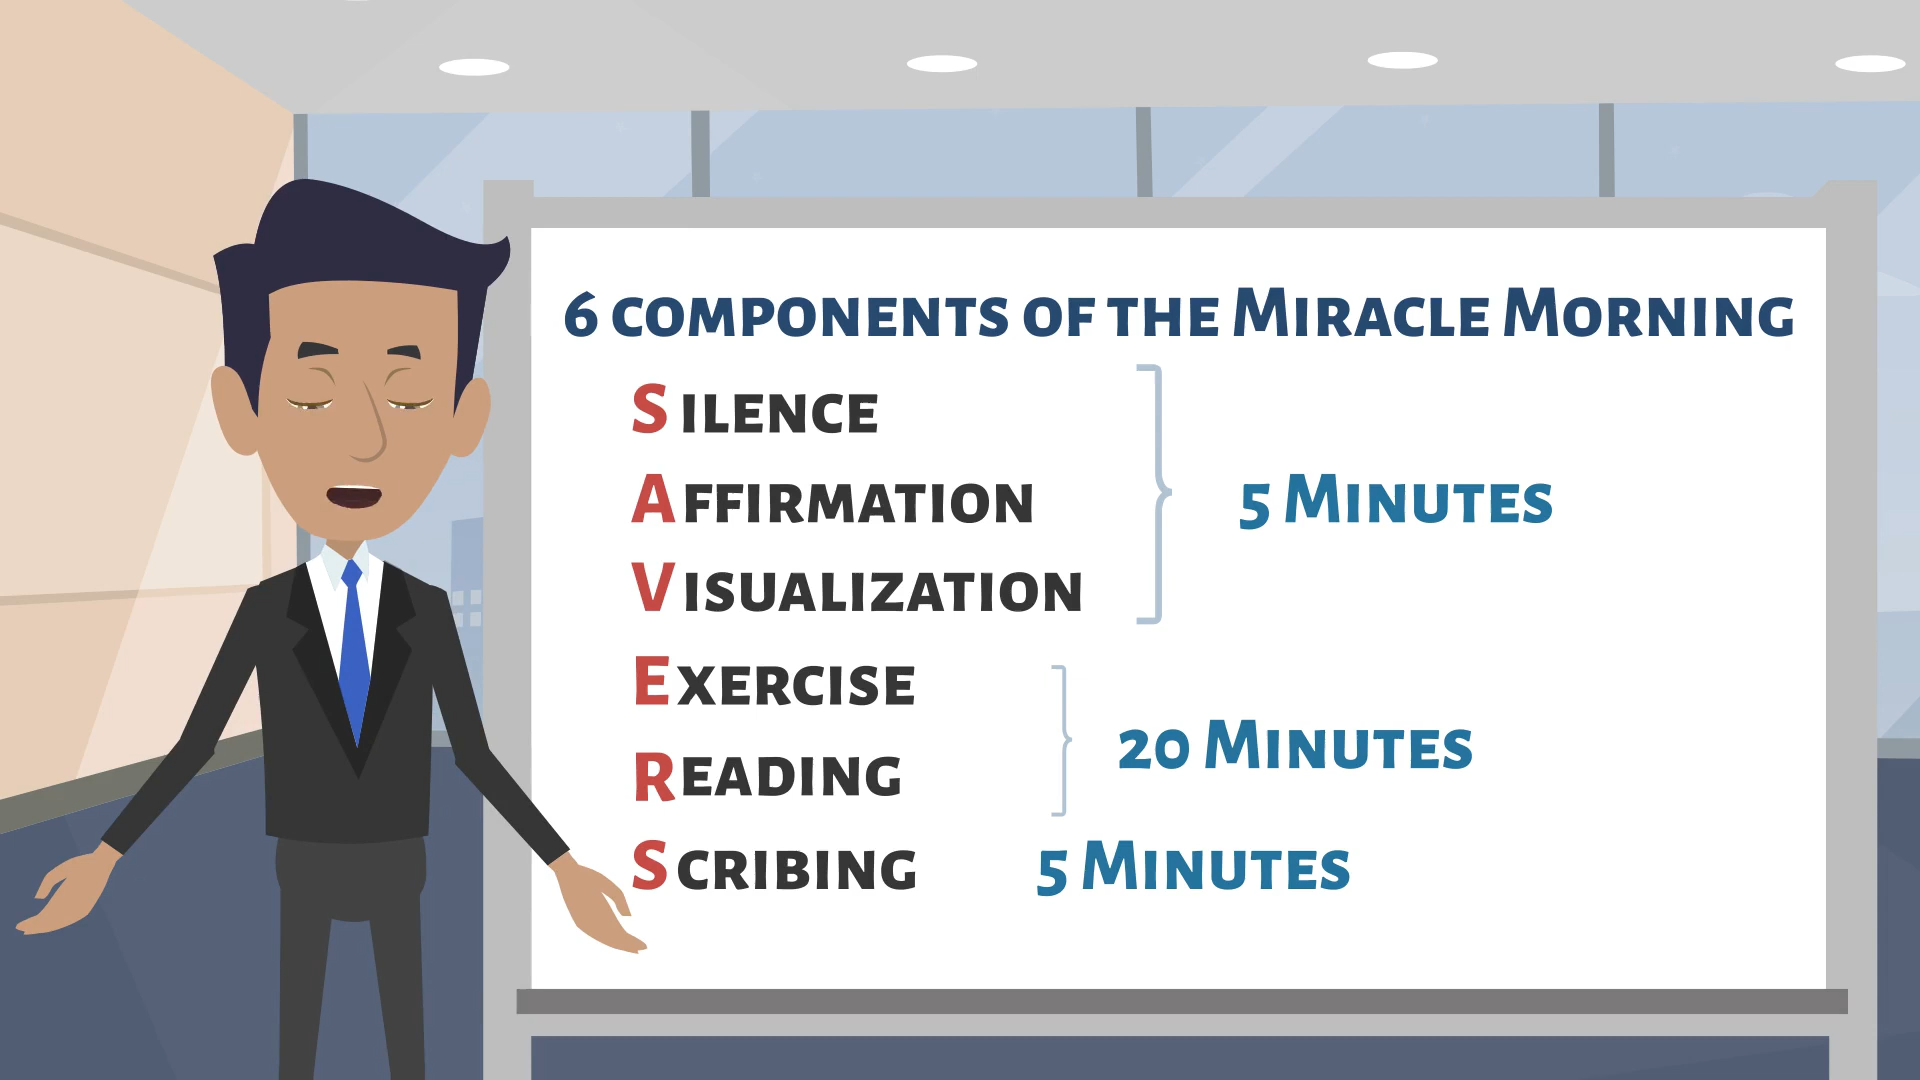 6 components of the Miracle Morning
Silence
Affirmation
Visualization
5 Minutes
Exercise
Reading
20 Minutes
Scribing 5 Minutes